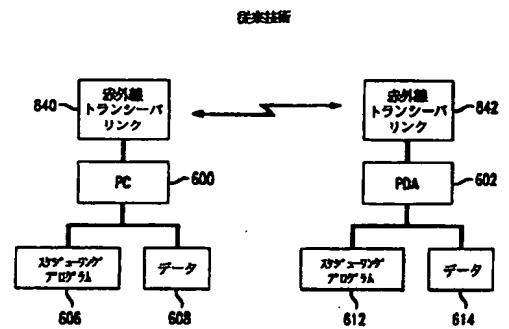 従来技術
赤外線
トランシーバ
リンク
840
赤外線
トランシーバ
リンク
842
PC
600
PDA
602
スケジューリング
プログラム
データ
スケジューリング
プログラム
データ
606
608
612
614